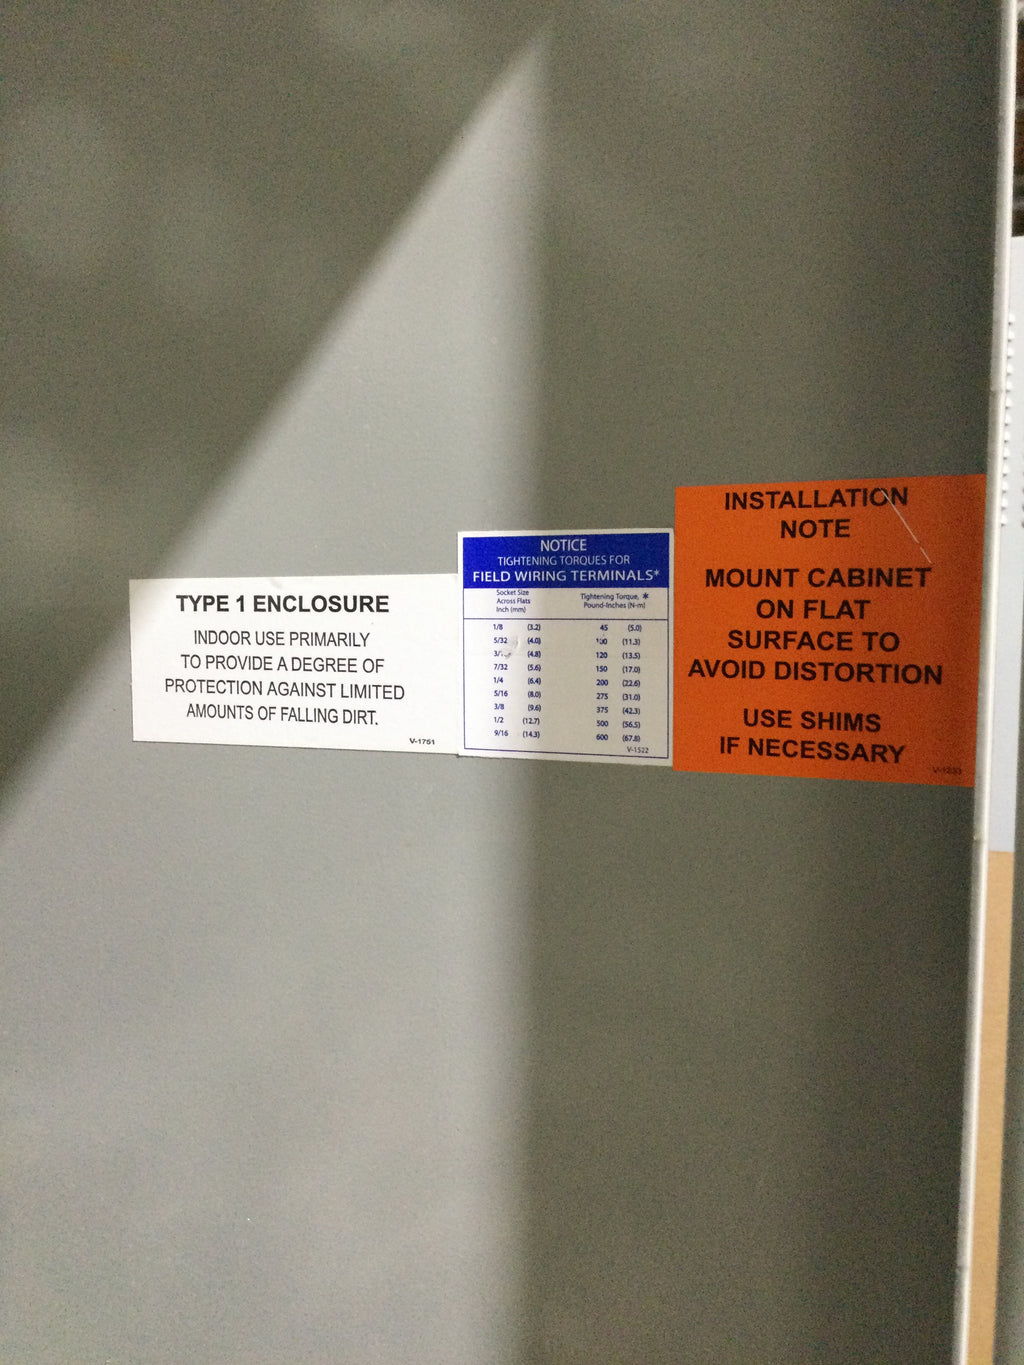 TYPE 1 ENCLOSURE
INDOOR USE PRIMARILY
TO PROVIDE A DEGREE OF
PROTECTION AGAINST LIMITED
AMOUNTS OF FALLING DIRT.
V-1751
NOTICE
TIGHTENING TORQUES FOR
FIELD WIRING TERMINALS*
Socket Size
Across Flats
Inch (mm)
Tightening Torque, *
Pound-Inches (N-m)
1/8 (3.2) 45 (5.0)
5/32 (4.0) 100 (11.3)
(4.8) 120 (13.5)
7/32 (5.6) 150 (17.0)
1/4 (6.4) 200 (22.6)
5/16 (8.0) 275 (31.0)
3/8 (9.6) 375 (42.3)
1/2 (12.7) 500 (56.5)
9/16 (14.3) 600 (67.8)
V-1522
INSTALLATION
NOTE
MOUNT CABINET
ON FLAT
SURFACE TO
AVOID DISTORTION
USE SHIMS
IF NECESSARY